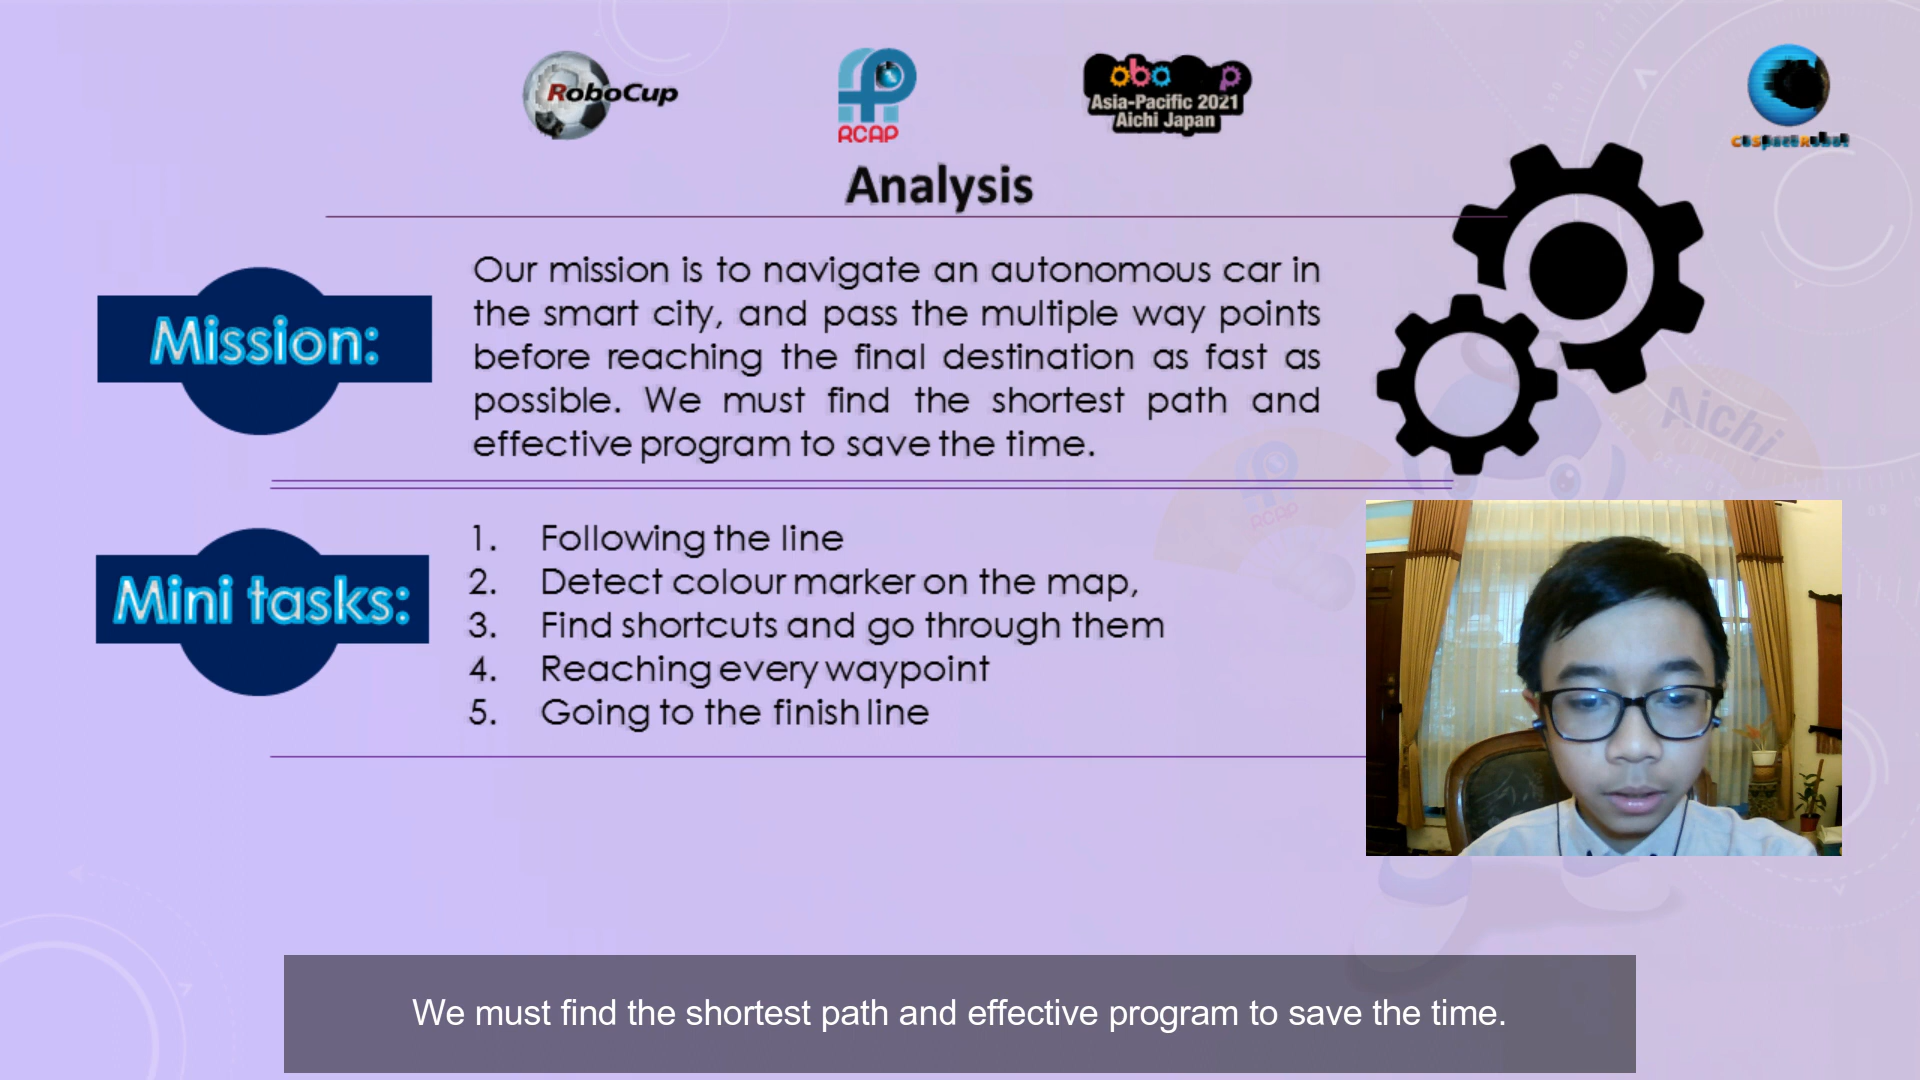 RoboCup
RCAP
Asia-Pacific 2021
Aichi Japan
Analysis
Mission:
Our mission is to navigate an autonomous car in
the smart city, and pass the multiple way points
before reaching the final destination as fast as
possible. We must find the shortest path and
effective program to save the time.
Aichi
RCAP
Mini tasks:
1. Following the line
2. Detect colour marker on the map,
3. Find shortcuts and go through them
4. Reaching every waypoint
5. Going to the finish line
We must find the shortest path and effective program to save the time.